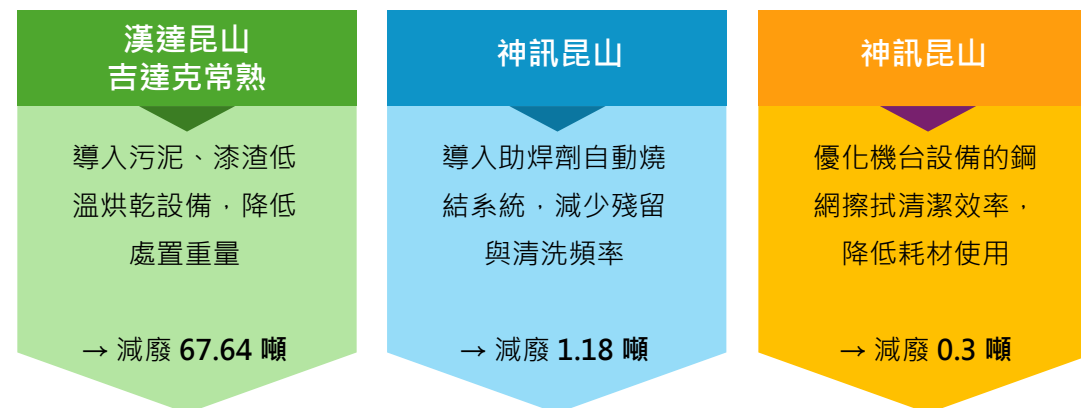 漢達昆山
吉達克常熟
導入污泥、漆渣低
溫烘乾設備，降低
處置重量
→ 減廢 67.64 噸
神訊昆山
導入助焊劑自動燒
結系統，減少殘留
與清洗頻率
→ 減廢 1.18 噸
神訊昆山
優化機台設備的鋼
網擦拭清潔效率，
降低耗材使用
→ 減廢 0.3 噸